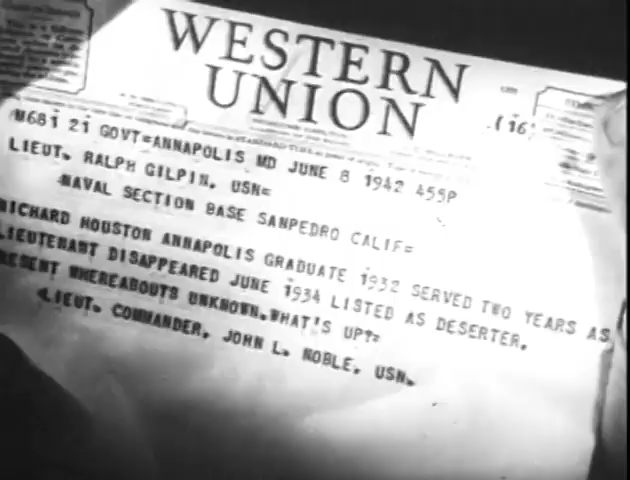 WESTERN
UNION
(16)
M681 21 GOVT=ANNAPOLIS MD JUNE 8 1942 455P
LIEUT. RALPH GILPIN, USN=
NAVAL SECTION BASE SANPEDRO CALIF=
RICHARD HOUSTON ANNAPOLIS GRADUATE 1932 SERVED TWO YEARS AS
LIEUTENANT DISAPPEARED JUNE 1934 LISTED AS DESERTER.
RESENT WHEREABOUTS UNKNOWN.WHAT'S UP?=
LIEUT. COMMANDER, JOHN L. NOBLE, USN.